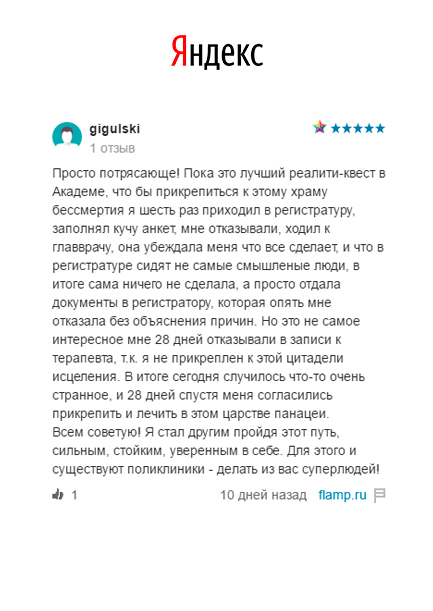 Яндекс
gigulski
1 отзыв
Просто потрясающе! Пока это лучший реалити-квест в
Академе, что бы прикрепиться к этому храму
бессмертия я шесть раз приходил в регистратуру,
заполнял кучу анкет, мне отказывали, ходил к
главврачу, она убеждала меня что все сделает, и что в
регистратуре сидят не самые смышленые люди, в
итоге сама ничего не сделала, а просто отдала
документы в регистратору, которая опять мне
отказала без объяснения причин. Но это не самое
интересное мне 28 дней отказывали в записи к
терапевта, т.к. я не прикреплен к этой цитадели
исцеления. В итоге сегодня случилось что-то очень
странное, и 28 дней спустя меня согласились
прикрепить и лечить в этом царстве панацеи.
Всем советую! Я стал другим пройдя этот путь,
сильным, стойким, уверенным в себе. Для этого и
существуют поликлиники - делать из вас суперлюдей!
1 10 дней назад flamp.ru